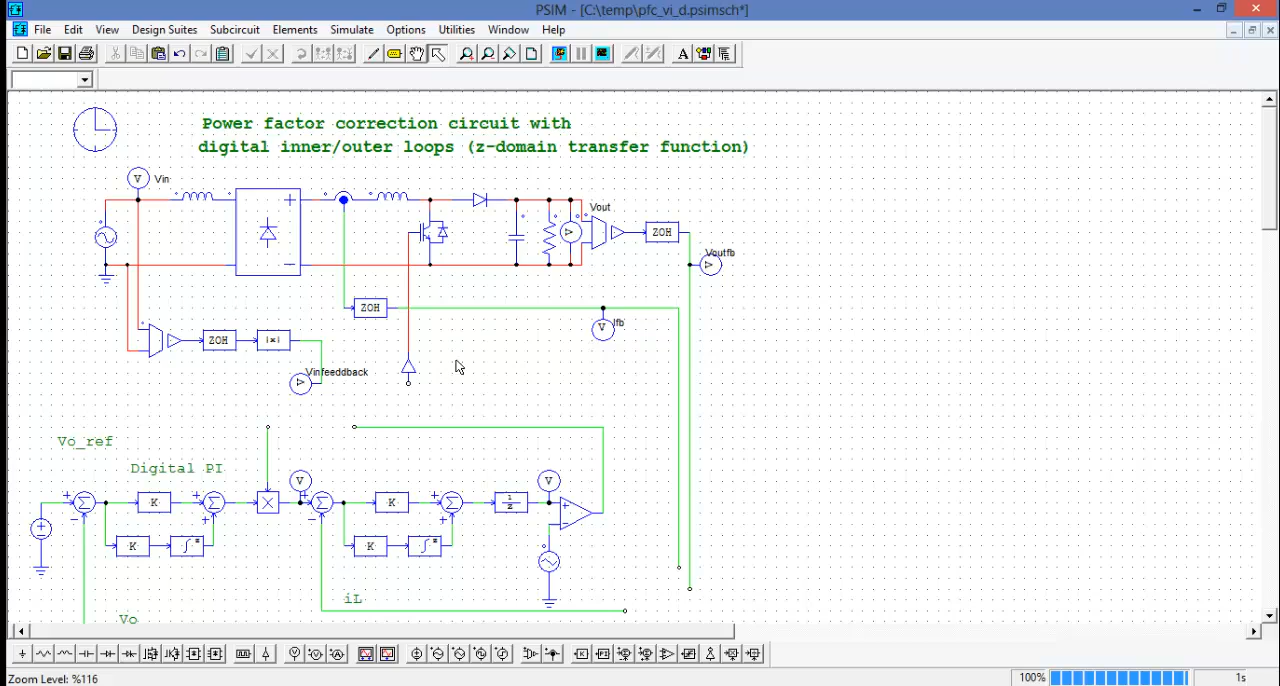 PSIM - [C:\temp\pfc_vi_d.psimsch*]
File Edit View Design Suites Subcircuit Elements Simulate Options Utilities Window Help
Power factor correction circuit with
digital inner/outer loops (z-domain transfer function)
V Vin
Vout
ZOH
Voutfb
ZOH
V Ifb
ZOH |x|
Vinfeeddback
Vo_ref
Digital PI
V V
K K 1/z
K K
iL
Vo
Zoom Level: %116 100% 1s